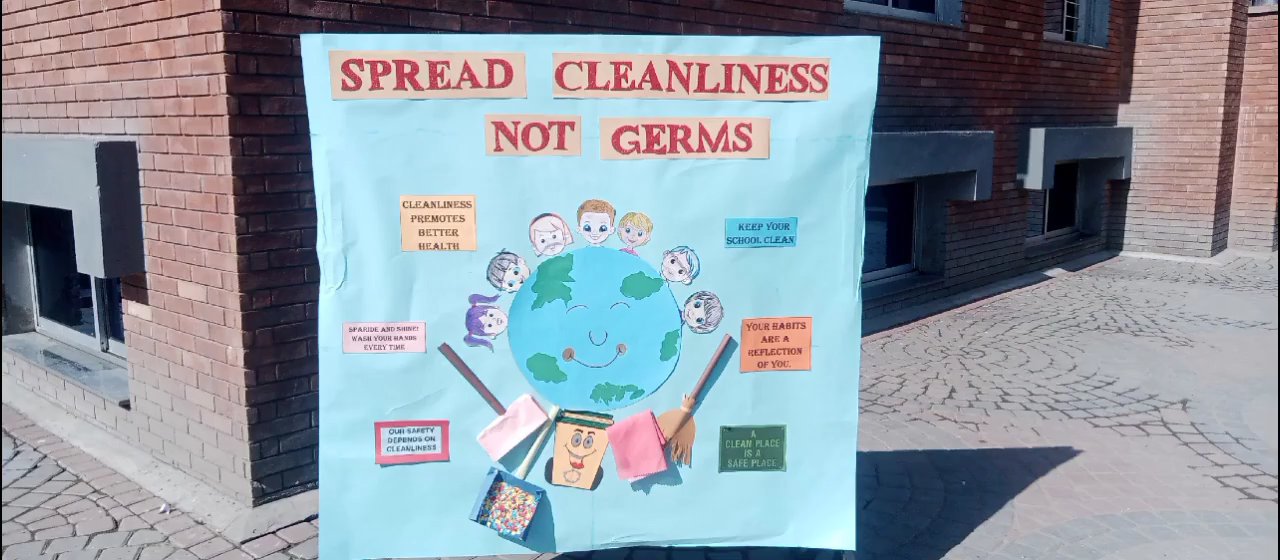 SPREAD CLEANLINESS
NOT GERMS
CLEANLINESS
PREMOTES
BETTER
HEALTH
KEEP YOUR
SCHOOL CLEAN
SPARIDE AND SHINE!
WASH YOUR HANDS
EVERY TIME
YOUR HABITS
ARE A
REFLECTION
OF YOU.
OUR SAFETY
DEPENDS ON
CLEANLINESS
A
CLEAN PLACE
IS A
SAFE PLACE